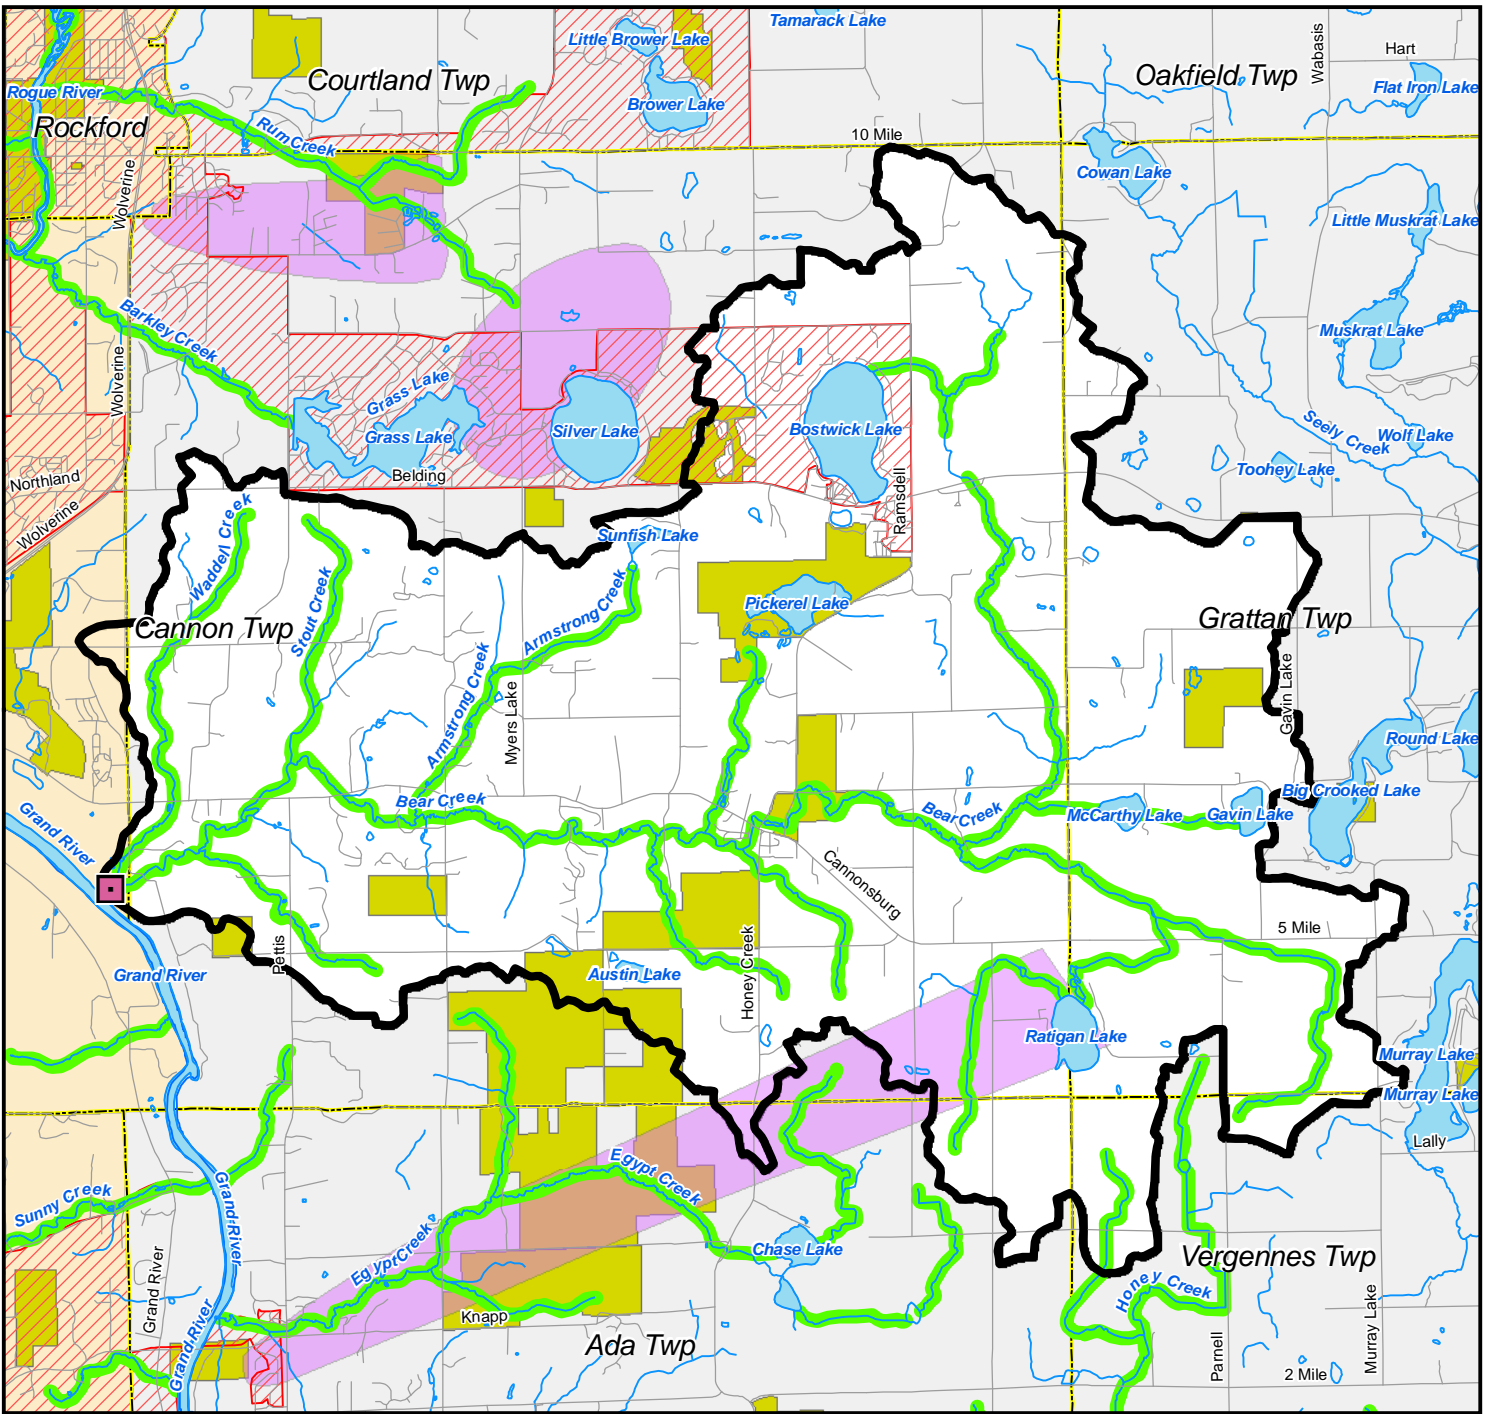 Tamarack Lake
Little Brower Lake
Wabasis
Hart
Courtland Twp
Oakfield Twp
Flat Iron Lake
Rogue River
Brower Lake
Rockford
Rum Creek
10 Mile
Cowan Lake
Wolverine
Little Muskrat Lake
Barkley Creek
Muskrat Lake
Wolverine
Grass Lake
Grass Lake
Silver Lake
Bostwick Lake
Seely Creek
Wolf Lake
Toohey Lake
Belding
Northland
Ramsdell
Wolverine
Waddell Creek
Sunfish Lake
Stout Creek
Armstrong Creek
Pickerel Lake
Cannon Twp
Grattan Twp
Armstrong Creek
Myers Lake
Gavin Lake
Round Lake
Big Crooked Lake
Bear Creek
Bear Creek
McCarthy Lake
Gavin Lake
Grand River
Cannonsburg
5 Mile
Pettis
Honey Creek
Grand River
Austin Lake
Ratigan Lake
Murray Lake
Murray Lake
Lally
Egypt Creek
Sunny Creek
Grand River
Egypt Creek
Chase Lake
Vergennes Twp
Honey Creek
Grand River
Grand River
Knapp
Ada Twp
Parnell
Murray Lake
2 Mile